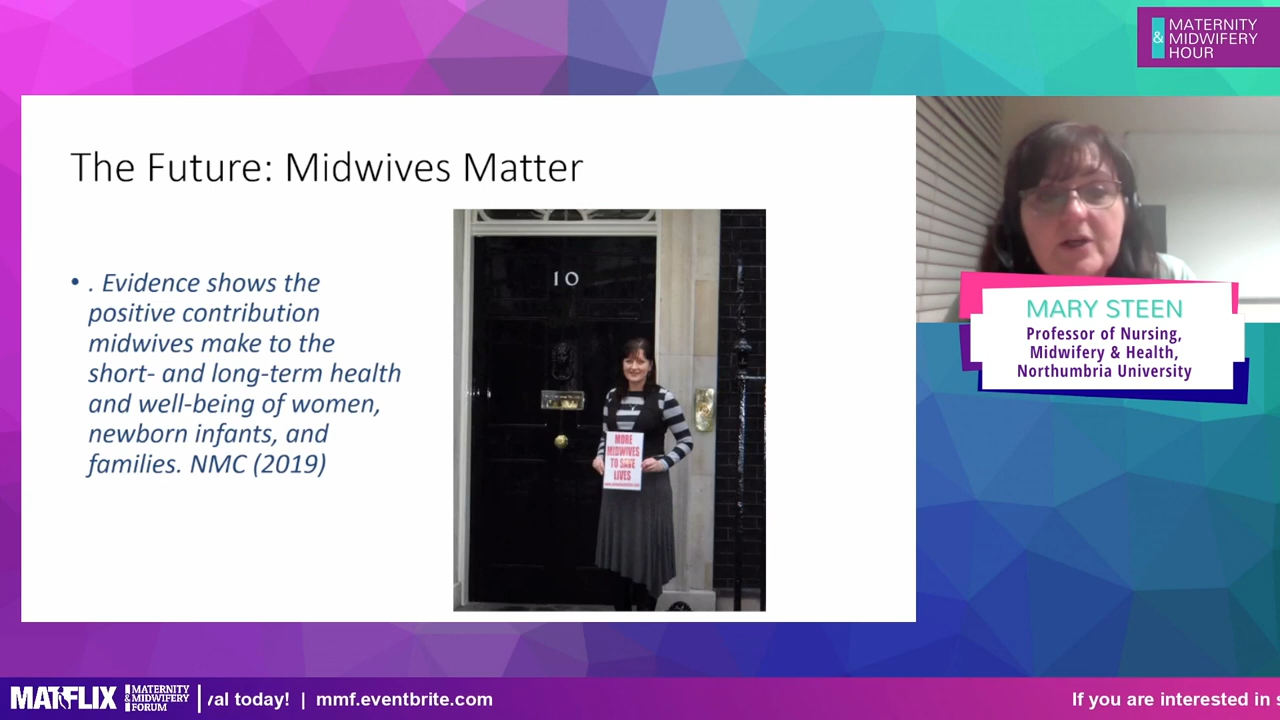 MATERNITY
& MIDWIFERY
HOUR
The Future: Midwives Matter
• . Evidence shows the
positive contribution
midwives make to the
short- and long-term health
and well-being of women,
newborn infants, and
families. NMC (2019)
10
MORE
MIDWIVES
TO SAVE
LIVES
MARY STEEN
Professor of Nursing,
Midwifery & Health,
Northumbria University
MATFLIX
MATERNITY
& MIDWIFERY
FORUM
val today! | mmf.eventbrite.com
If you are interested in s